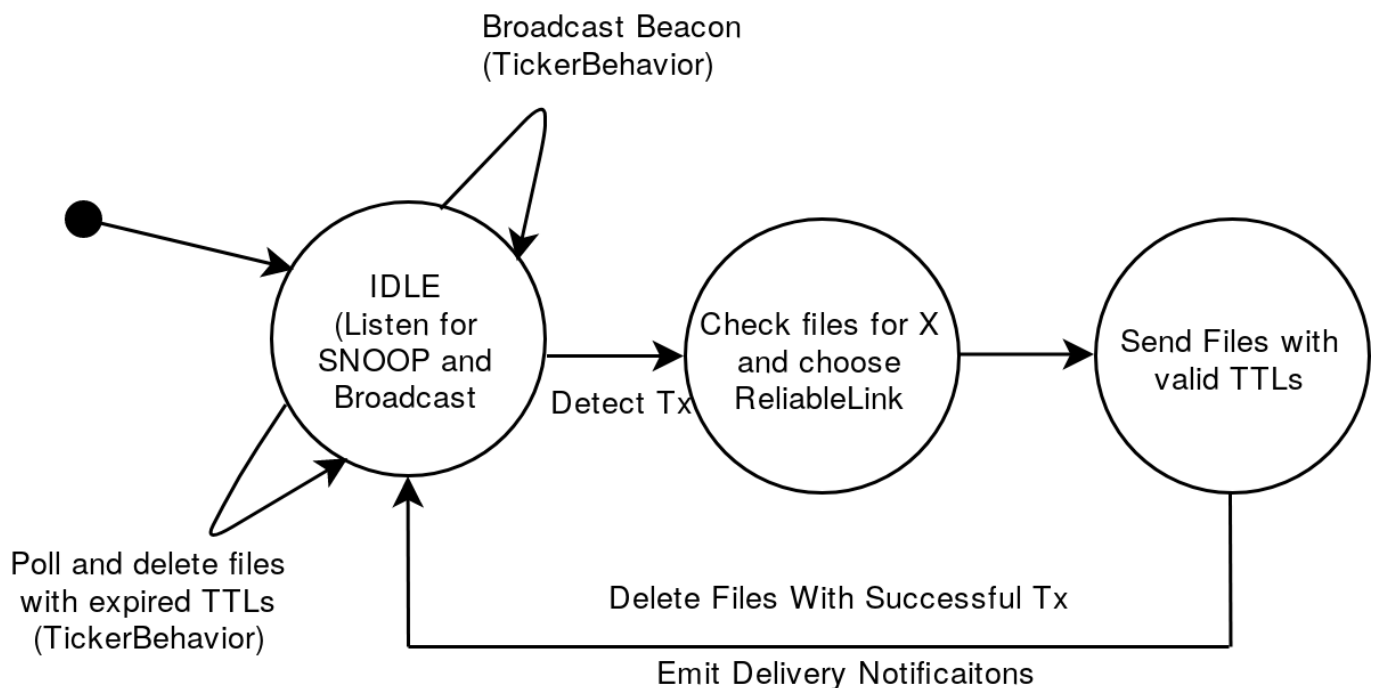 Broadcast Beacon
(TickerBehavior)
IDLE
(Listen for
SNOOP and
Broadcast
Detect Tx
Check files for X
and choose
ReliableLink
Send Files with
valid TTLs
Poll and delete files
with expired TTLs
(TickerBehavior)
Delete Files With Successful Tx
Emit Delivery Notificaitons